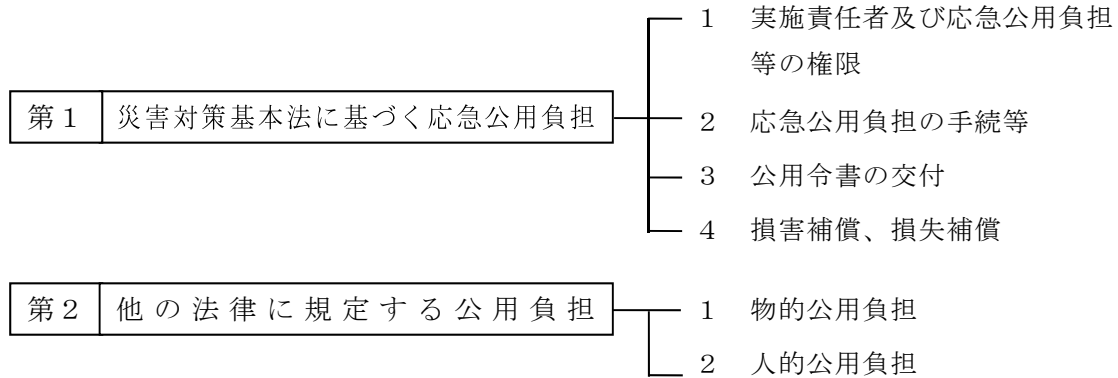 第１ 災害対策基本法に基づく応急公用負担
１ 実施責任者及び応急公用負担
等の権限
２ 応急公用負担の手続等
３ 公用令書の交付
４ 損害補償、損失補償
第２ 他の法律に規定する公用負担
１ 物的公用負担
２ 人的公用負担